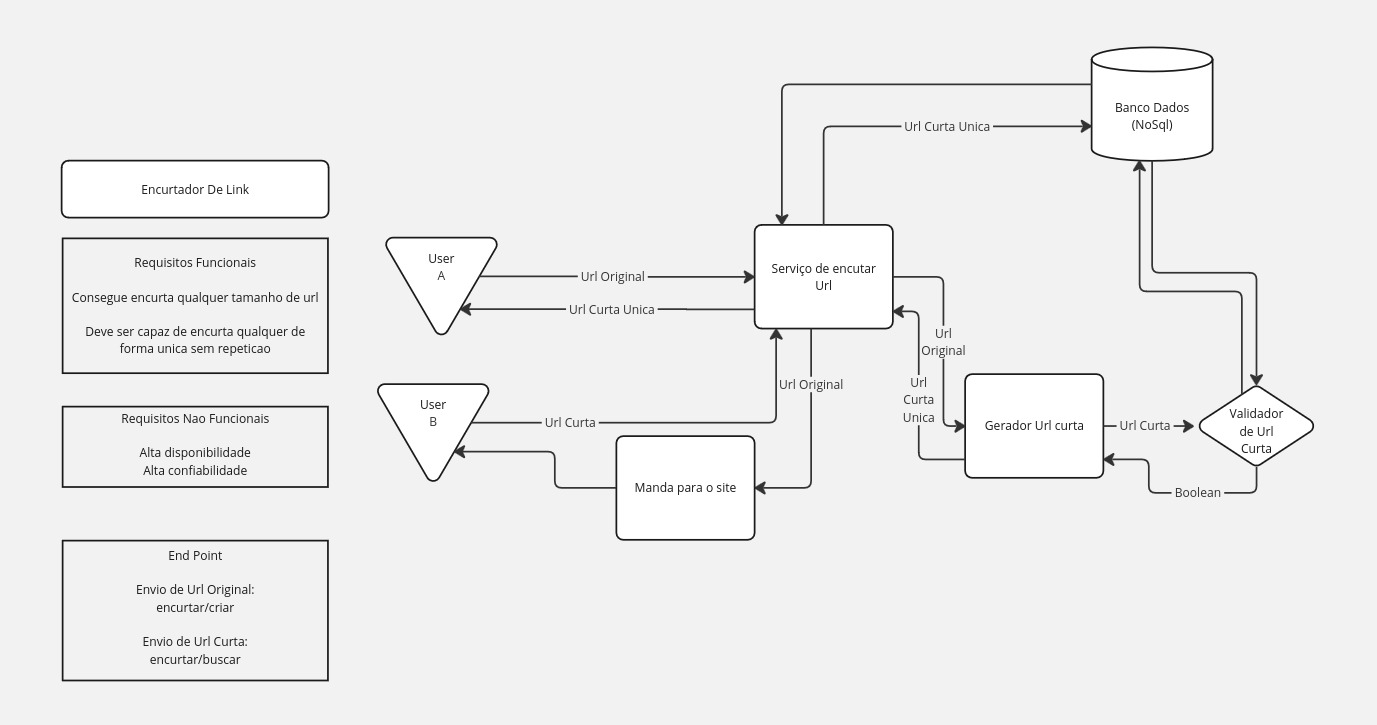 Encurtador De Link
Requisitos Funcionais
Consegue encurta qualquer tamanho de url
Deve ser capaz de encurta qualquer de
forma unica sem repeticao
Requisitos Nao Funcionais
Alta disponibilidade
Alta confiabilidade
End Point
Envio de Url Original:
encurtar/criar
Envio de Url Curta:
encurtar/buscar
User
A
Url Original
Url Curta Unica
User
B
Url Curta
Url Original
Manda para o site
Serviço de encutar
Url
Url Curta Unica
Banco Dados
(NoSql)
Url
Original
Url
Curta
Unica
Gerador Url curta
Url Curta
Validador
de Url
Curta
Boolean